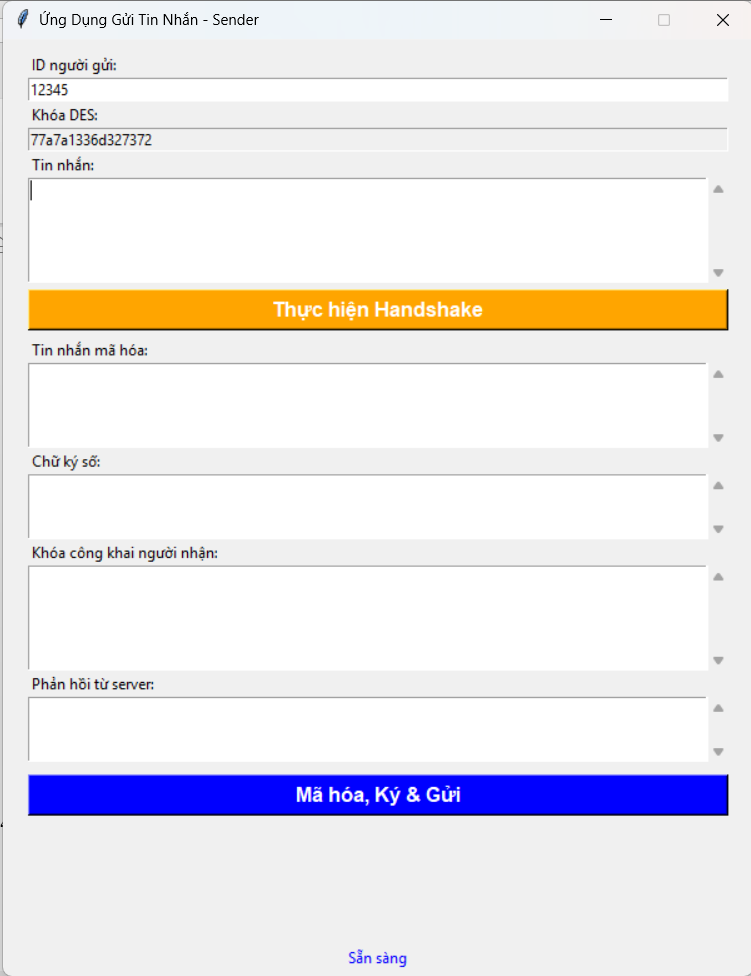 Ứng Dụng Gửi Tin Nhắn - Sender
ID người gửi:
12345
Khóa DES:
77a7a1336d327372
Tin nhắn:
Thực hiện Handshake
Tin nhắn mã hóa:
Chữ ký số:
Khóa công khai người nhận:
Phản hồi từ server:
Mã hóa, Ký & Gửi
Sẵn sàng